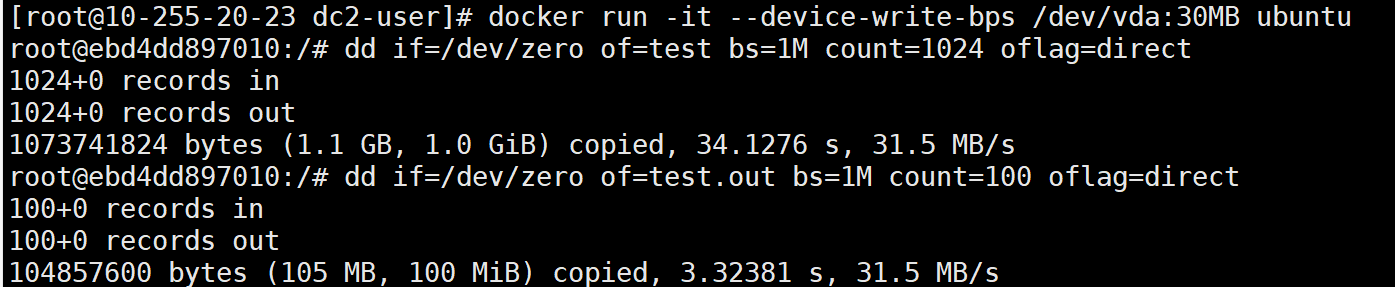 [root@10-255-20-23 dc2-user]# docker run -it --device-write-bps /dev/vda:30MB ubuntu
root@ebd4dd897010:/# dd if=/dev/zero of=test bs=1M count=1024 oflag=direct
1024+0 records in
1024+0 records out
1073741824 bytes (1.1 GB, 1.0 GiB) copied, 34.1276 s, 31.5 MB/s
root@ebd4dd897010:/# dd if=/dev/zero of=test.out bs=1M count=100 oflag=direct
100+0 records in
100+0 records out
104857600 bytes (105 MB, 100 MiB) copied, 3.32381 s, 31.5 MB/s